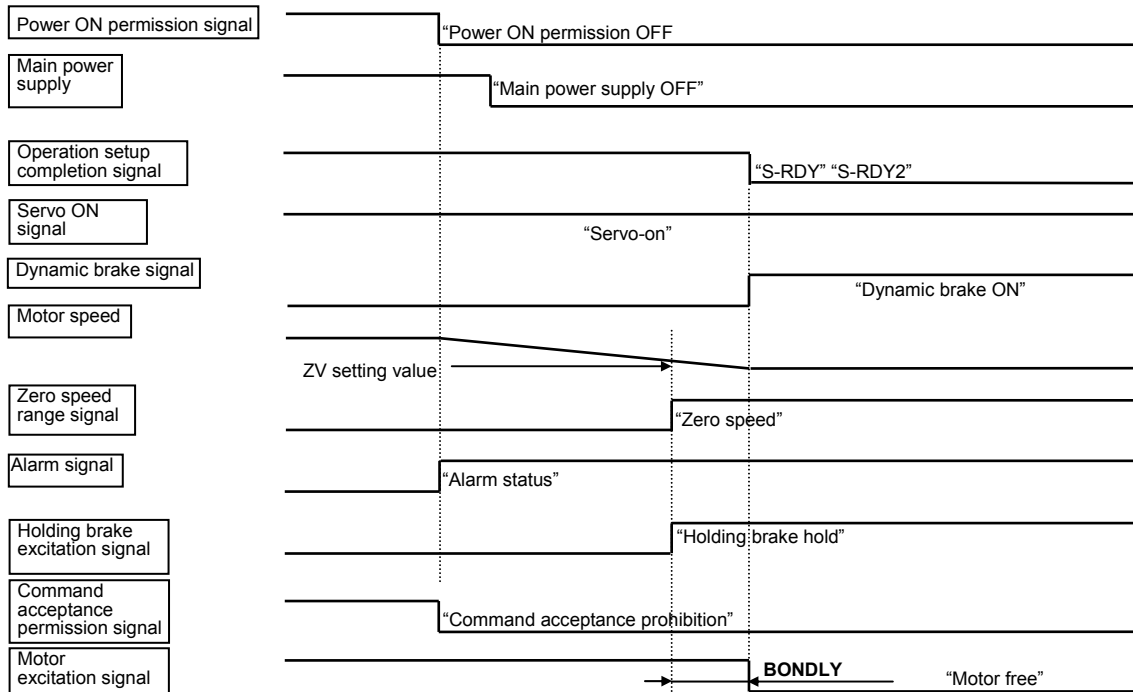 Power ON permission signal
“Power ON permission OFF
Main power
supply
“Main power supply OFF”
Operation setup
completion signal
“S-RDY” “S-RDY2”
Servo ON
signal
“Servo-on”
Dynamic brake signal
“Dynamic brake ON”
Motor speed
ZV setting value
Zero speed
range signal
“Zero speed”
Alarm signal
“Alarm status”
Holding brake
excitation signal
“Holding brake hold”
Command
acceptance
permission signal
“Command acceptance prohibition”
Motor
excitation signal
BONDLY
“Motor free”